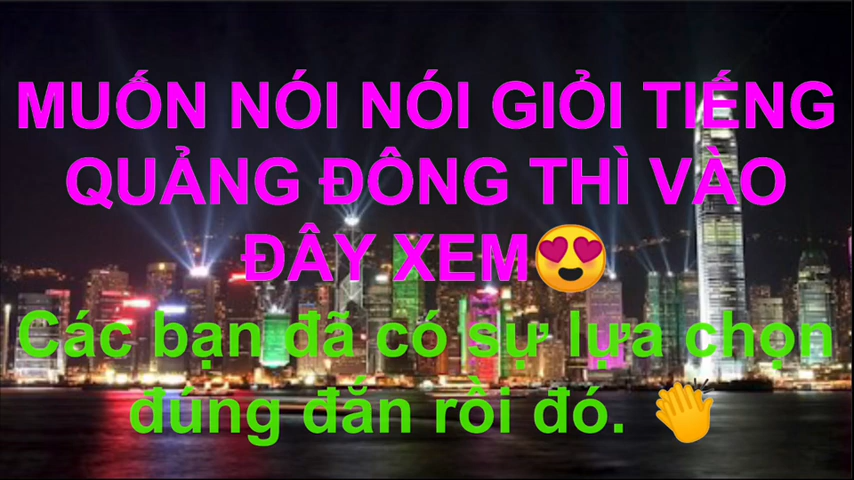 MUỐN NÓI NÓI GIỎI TIẾNG
QUẢNG ĐÔNG THÌ VÀO
ĐÂY XEM😍
Các bạn đã có sự lựa chọn
đúng đắn rồi đó. 👏